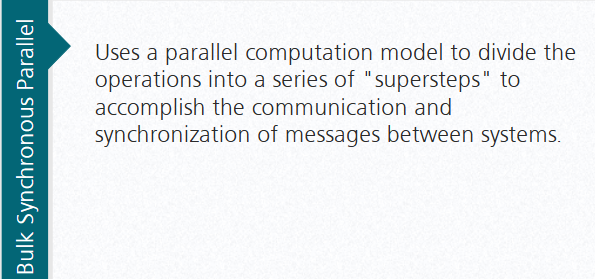 Bulk Synchronous Parallel
Uses a parallel computation model to divide the
operations into a series of "supersteps" to
accomplish the communication and
synchronization of messages between systems.